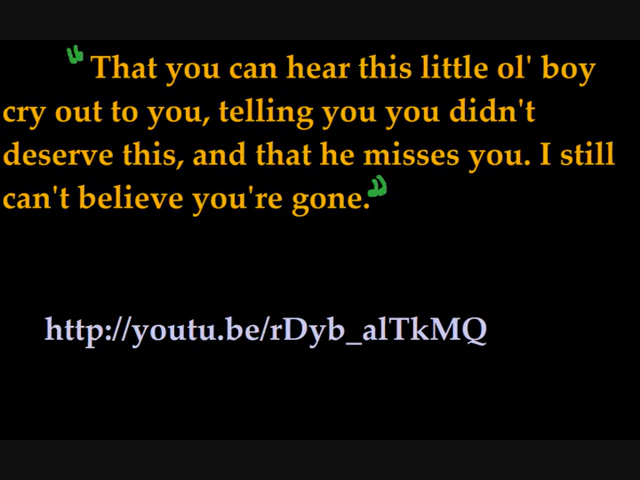 "That you can hear this little ol' boy
cry out to you, telling you you didn't
deserve this, and that he misses you. I still
can't believe you're gone."
http://youtu.be/rDyb_alTkMQ